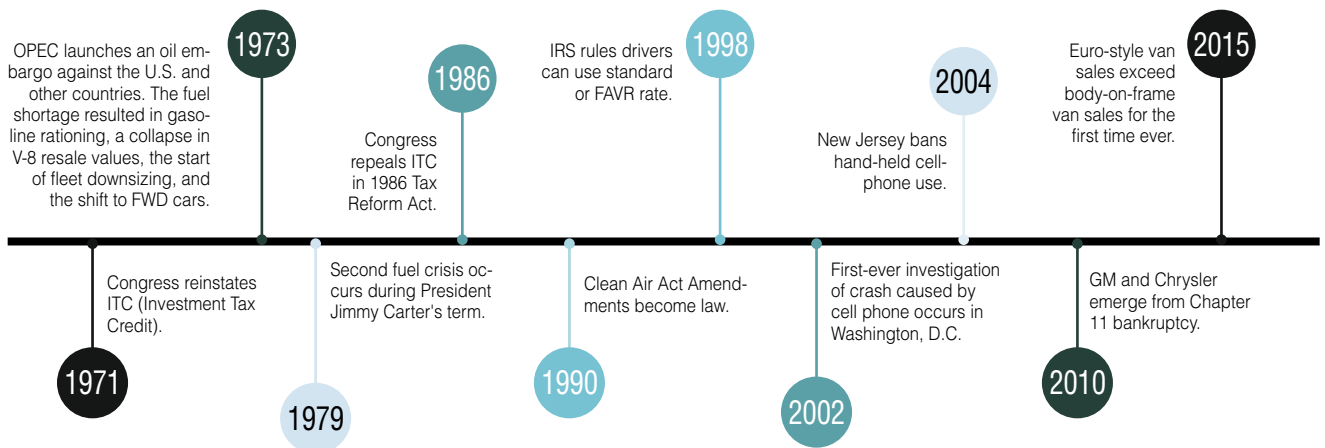 1973
OPEC launches an oil em-
bargo against the U.S. and
other countries. The fuel
shortage resulted in gaso-
line rationing, a collapse in
V-8 resale values, the start
of fleet downsizing, and
the shift to FWD cars.
1986
Congress
repeals ITC
in 1986 Tax
Reform Act.
1998
IRS rules drivers
can use standard
or FAVR rate.
2004
New Jersey bans
hand-held cell-
phone use.
2015
Euro-style van
sales exceed
body-on-frame
van sales for the
first time ever.
Congress reinstates
ITC (Investment Tax
Credit).
1971
Second fuel crisis oc-
curs during President
Jimmy Carter's term.
1979
Clean Air Act Amend-
ments become law.
1990
First-ever investigation
of crash caused by
cell phone occurs in
Washington, D.C.
2002
GM and Chrysler
emerge from Chapter
11 bankruptcy.
2010